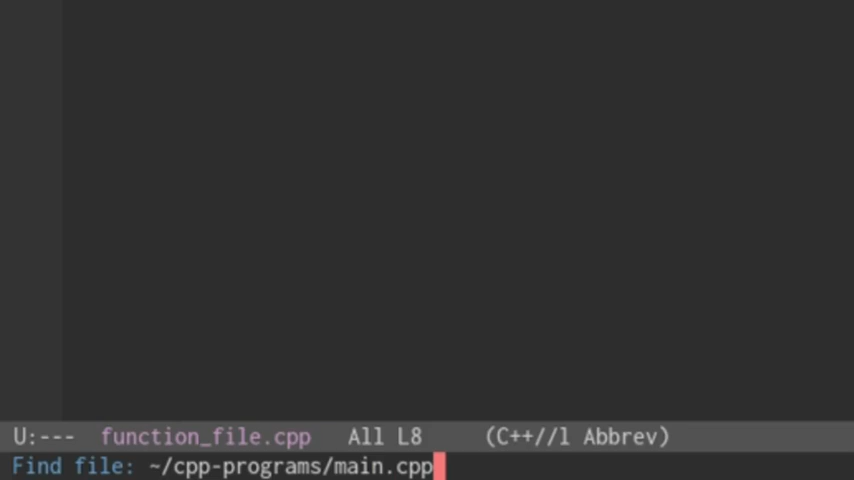 U:--- function_file.cpp All L8 (C++//l Abbrev)
Find file: ~/cpp-programs/main.cpp